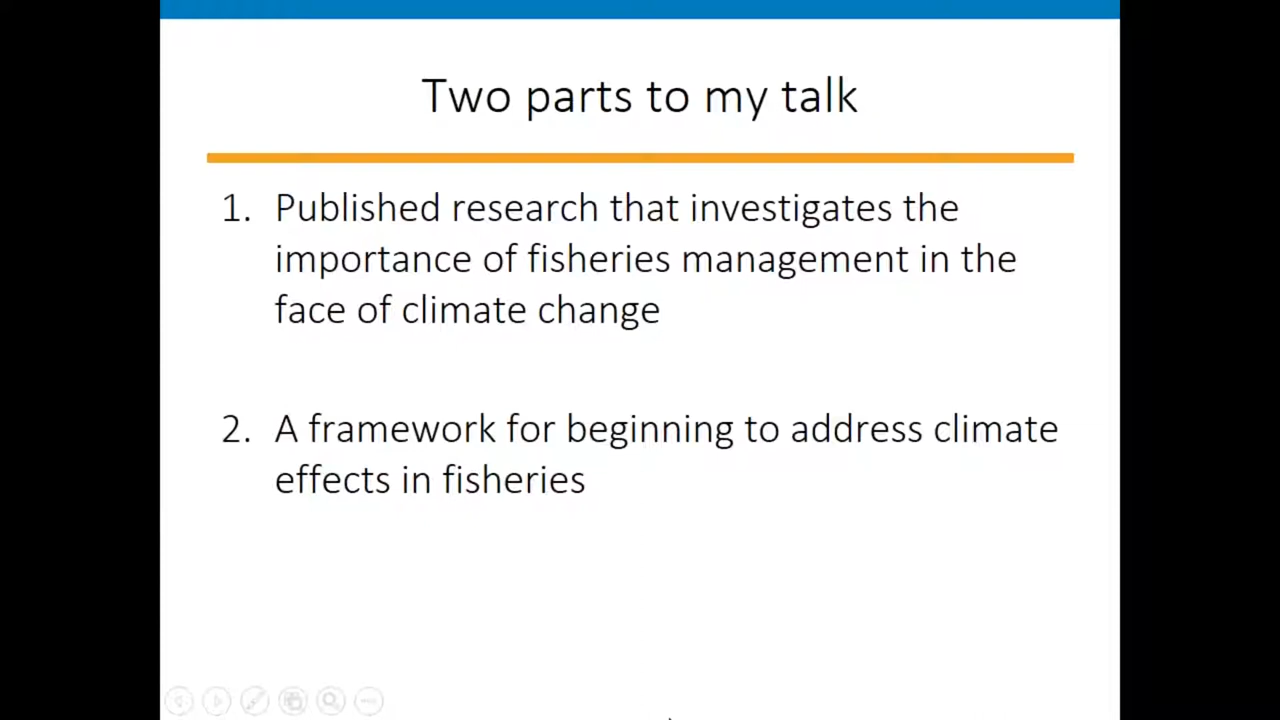 Two parts to my talk
1. Published research that investigates the
importance of fisheries management in the
face of climate change
2. A framework for beginning to address climate
effects in fisheries